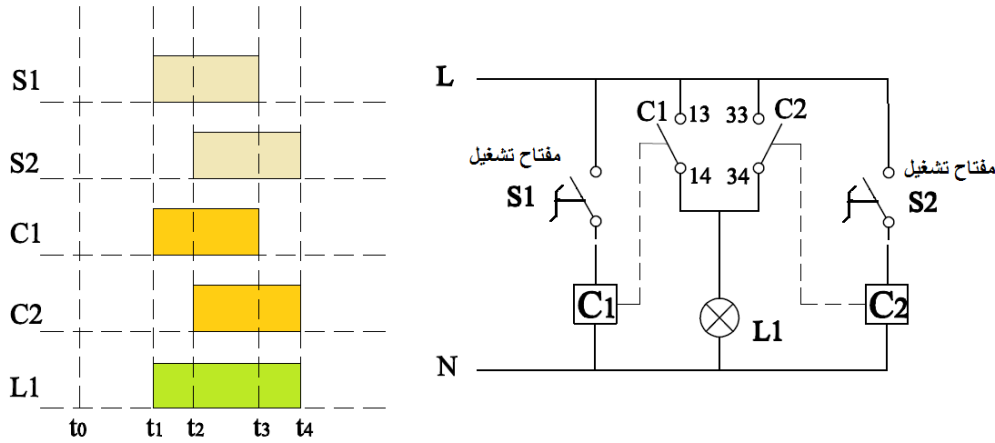 S1
S2
C1
C2
L1
t0 t1 t2 t3 t4
L
C1 13 33 C2
مفتاح تشغيل
S1
14 34
مفتاح تشغيل
S2
C1
L1
C2
N